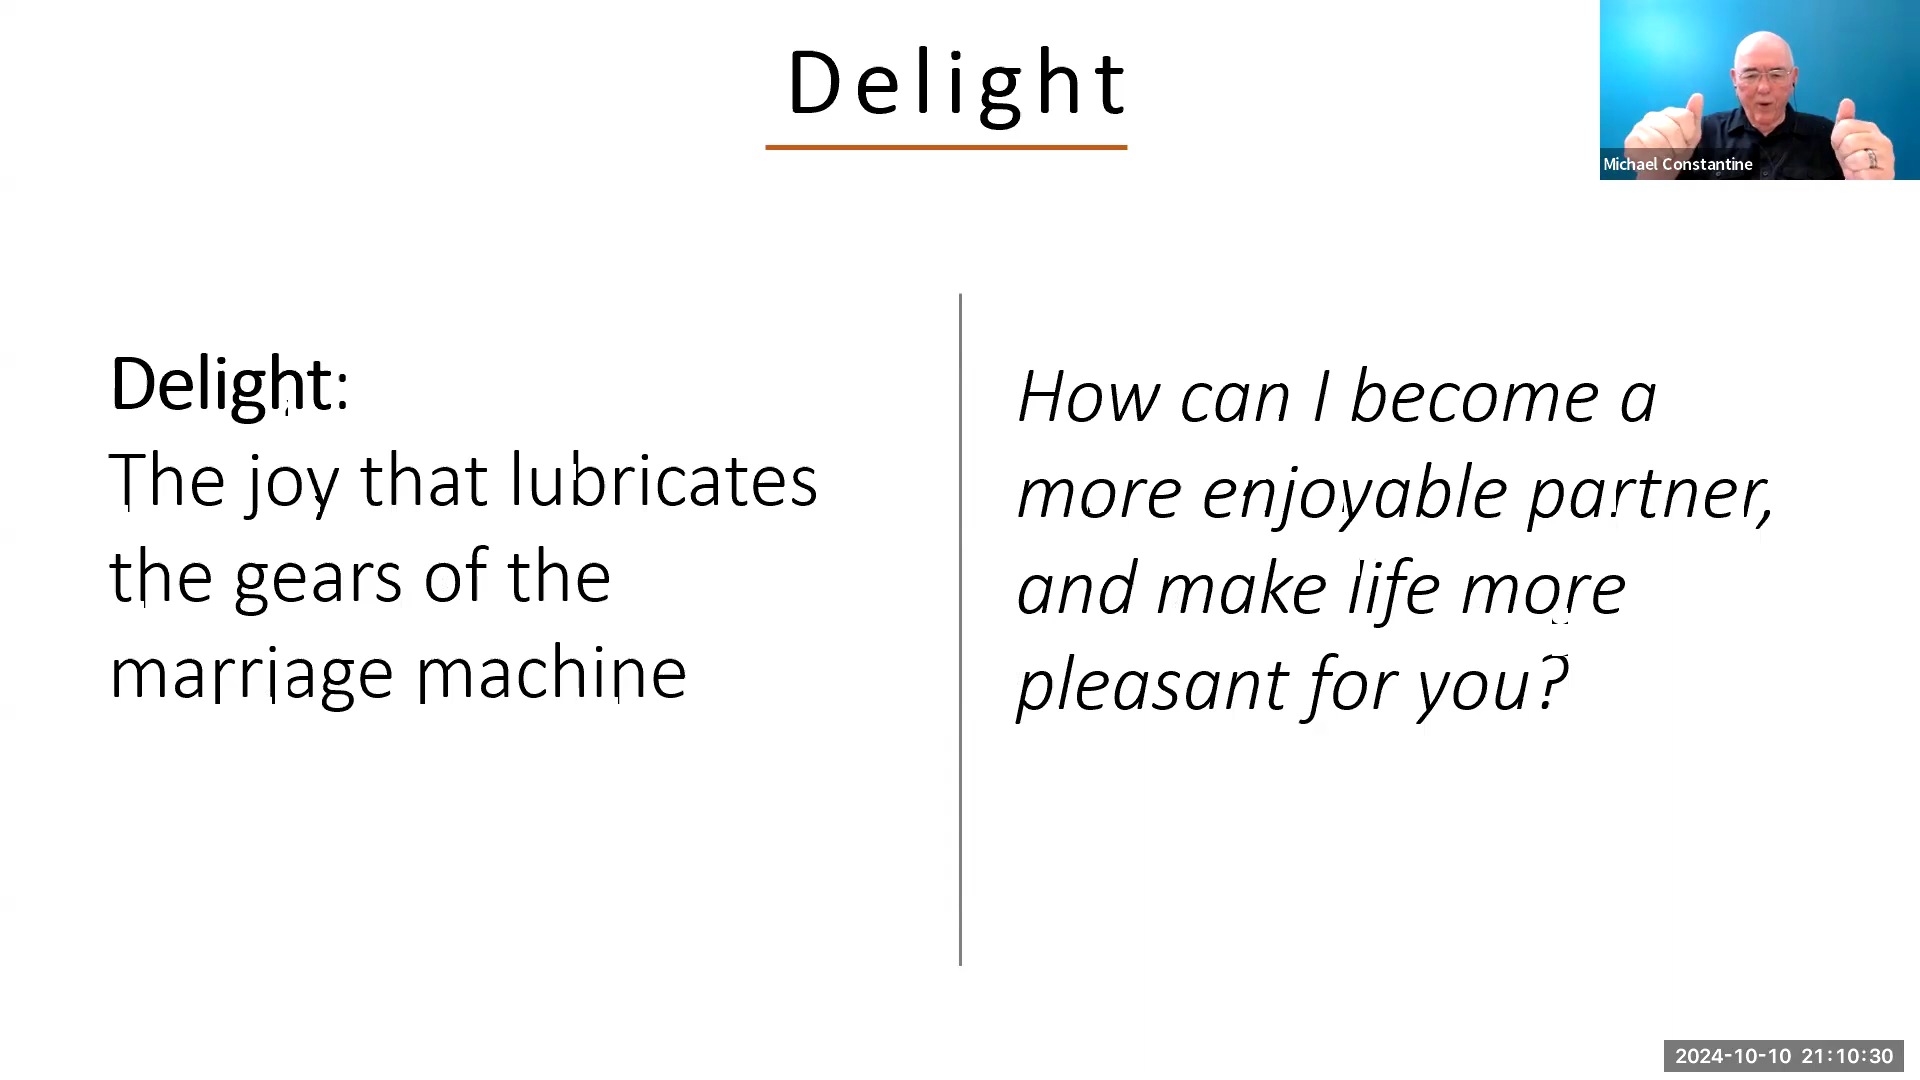 Delight
Michael Constantine
Delight:
The joy that lubricates
the gears of the
marriage machine
How can I become a
more enjoyable partner,
and make life more
pleasant for you?
2024-10-10 21:10:30